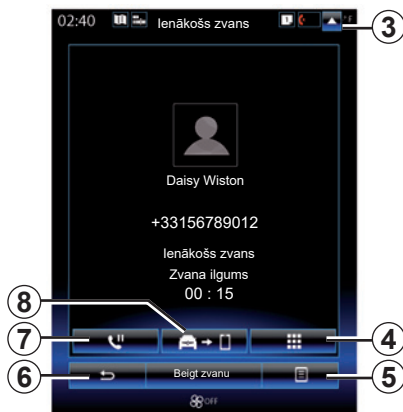 02:40 Ienākošs zvans °F
3
Daisy Wiston
+33156789012
Ienākošs zvans
Zvana ilgums
00 : 15
8
7
4
6
Beigt zvanu
5
OFF